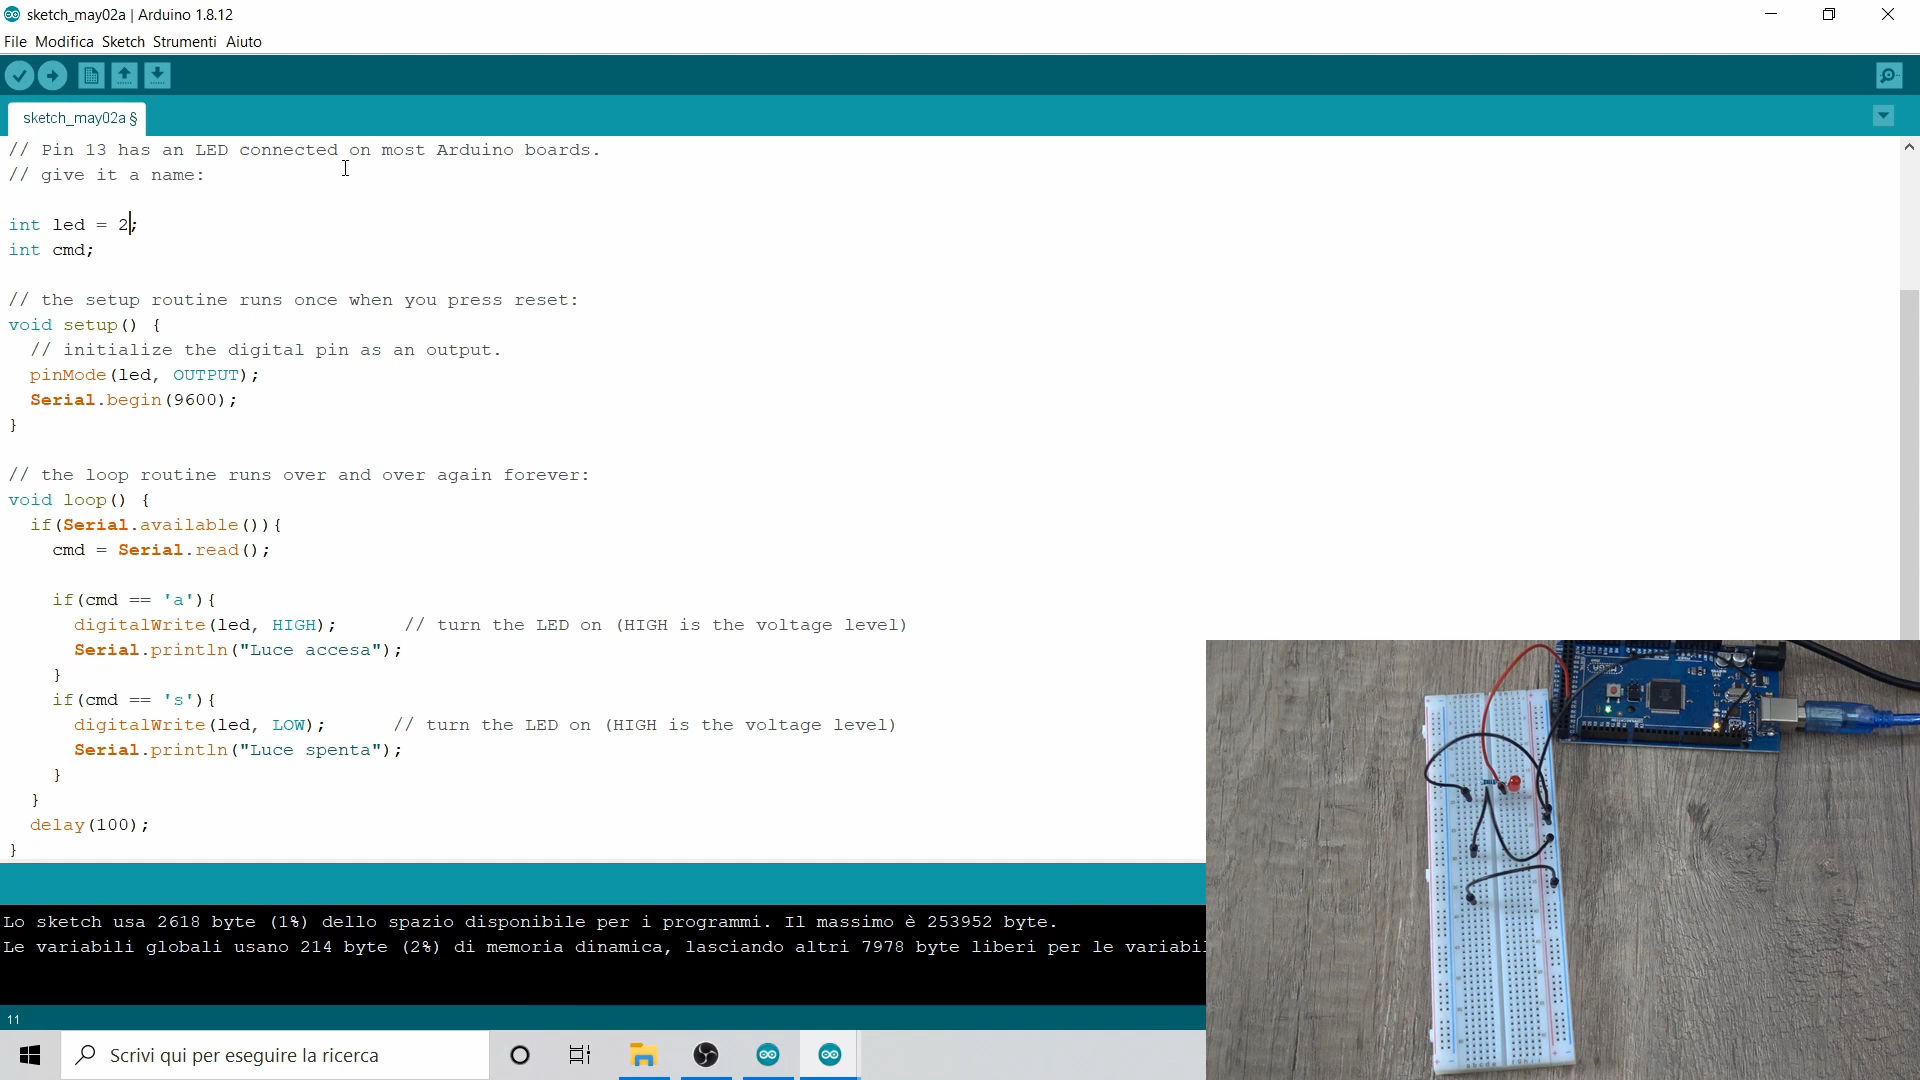 sketch_may02a | Arduino 1.8.12
File Modifica Sketch Strumenti Aiuto
sketch_may02a §
// Pin 13 has an LED connected on most Arduino boards.
// give it a name:
int led = 2;
int cmd;
// the setup routine runs once when you press reset:
void setup() {
// initialize the digital pin as an output.
pinMode(led, OUTPUT);
Serial.begin(9600);
}
// the loop routine runs over and over again forever:
void loop() {
if(Serial.available()){
cmd = Serial.read();
if(cmd == 'a'){
digitalWrite(led, HIGH); // turn the LED on (HIGH is the voltage level)
Serial.println("Luce accesa");
}
if(cmd == 's'){
digitalWrite(led, LOW); // turn the LED on (HIGH is the voltage level)
Serial.println("Luce spenta");
}
}
delay(100);
}
Lo sketch usa 2618 byte (1%) dello spazio disponibile per i programmi. Il massimo è 253952 byte.
Le variabili globali usano 214 byte (2%) di memoria dinamica, lasciando altri 7978 byte liberi per le variabil
11
Scrivi qui per eseguire la ricerca